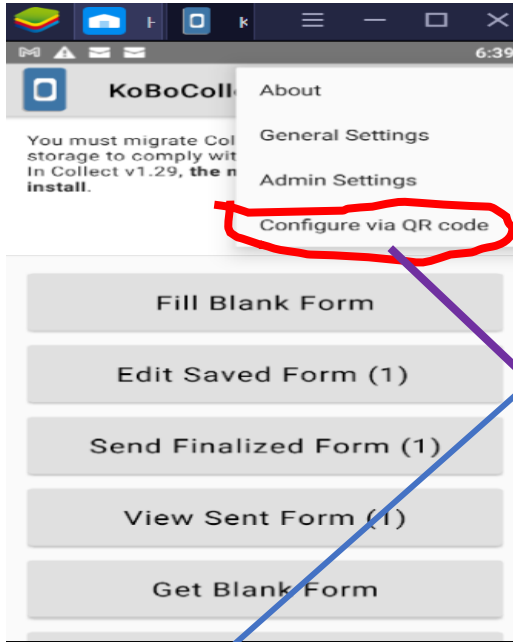 6:39
KoBoColl
About
General Settings
Admin Settings
Configure via QR code
You must migrate Col
storage to comply wit
In Collect v1.29, the n
install.
Fill Blank Form
Edit Saved Form (1)
Send Finalized Form (1)
View Sent Form (1)
Get Blank Form